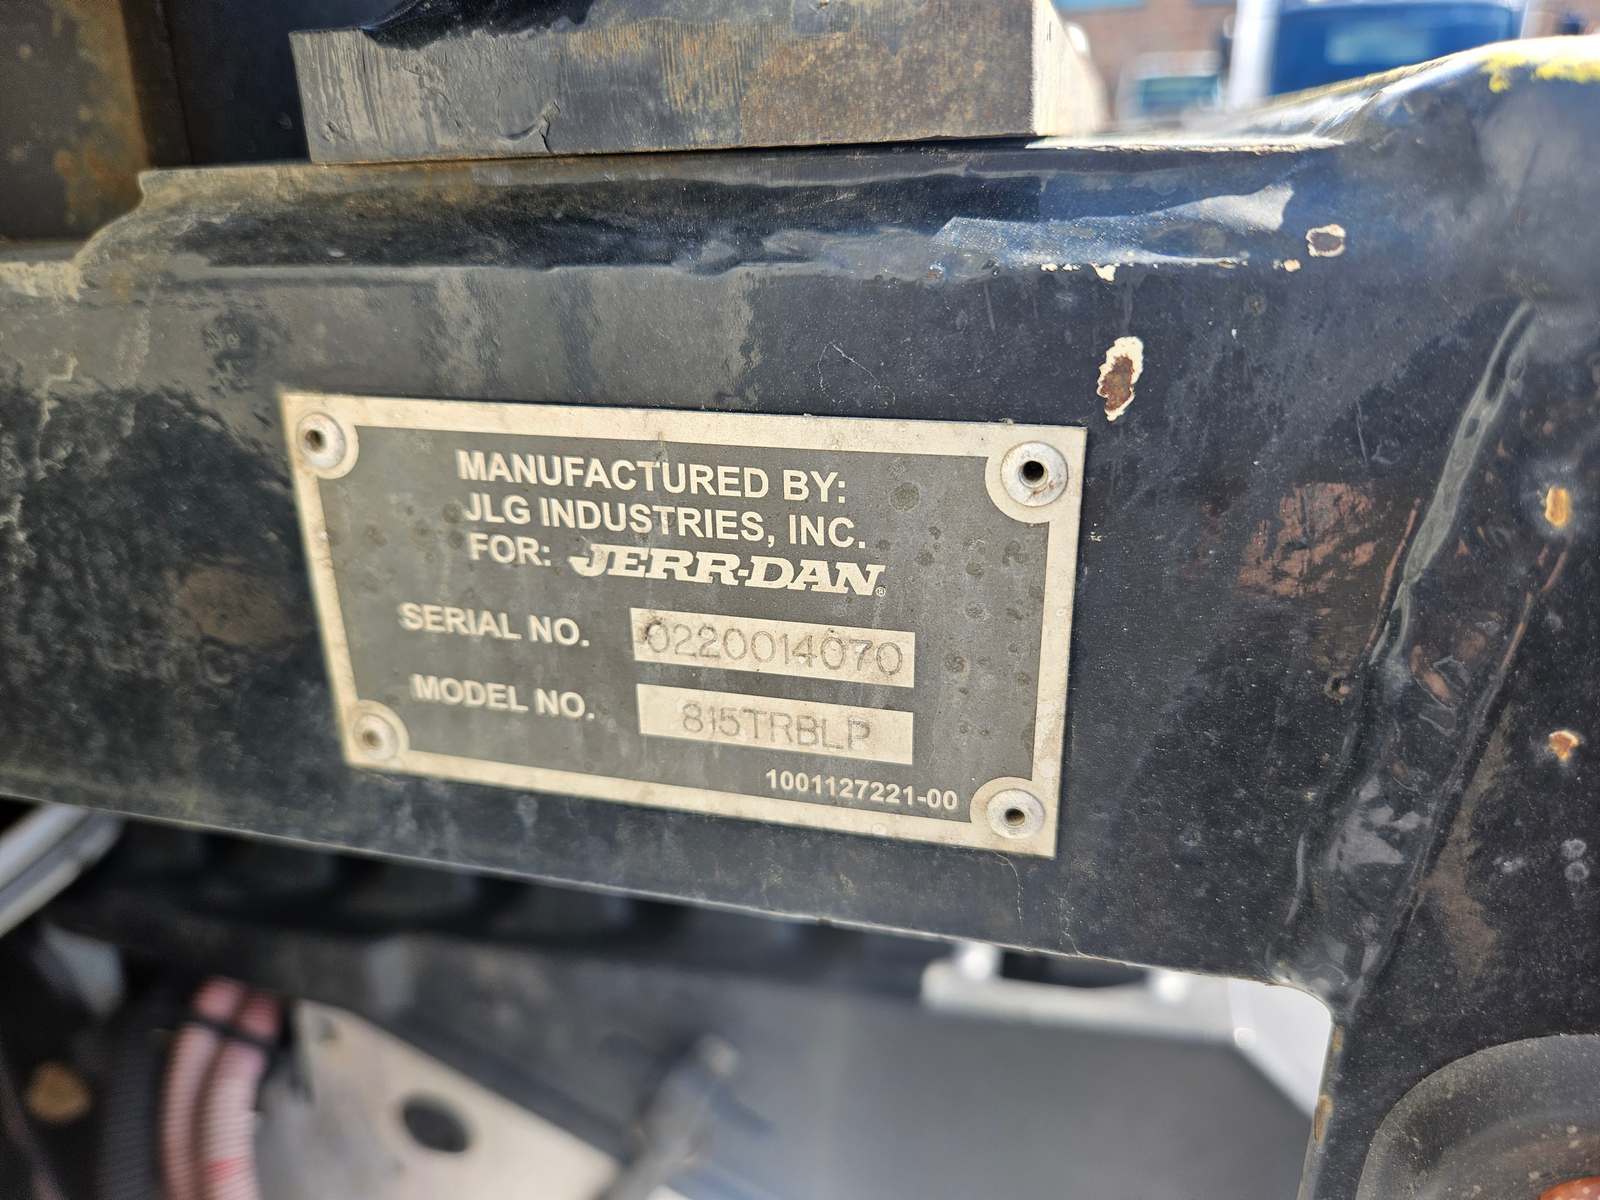 MANUFACTURED BY:
JLG INDUSTRIES, INC.
FOR: JERR-DAN®
SERIAL NO. 0220014070
MODEL NO. 815TRBLP
1001127221-00